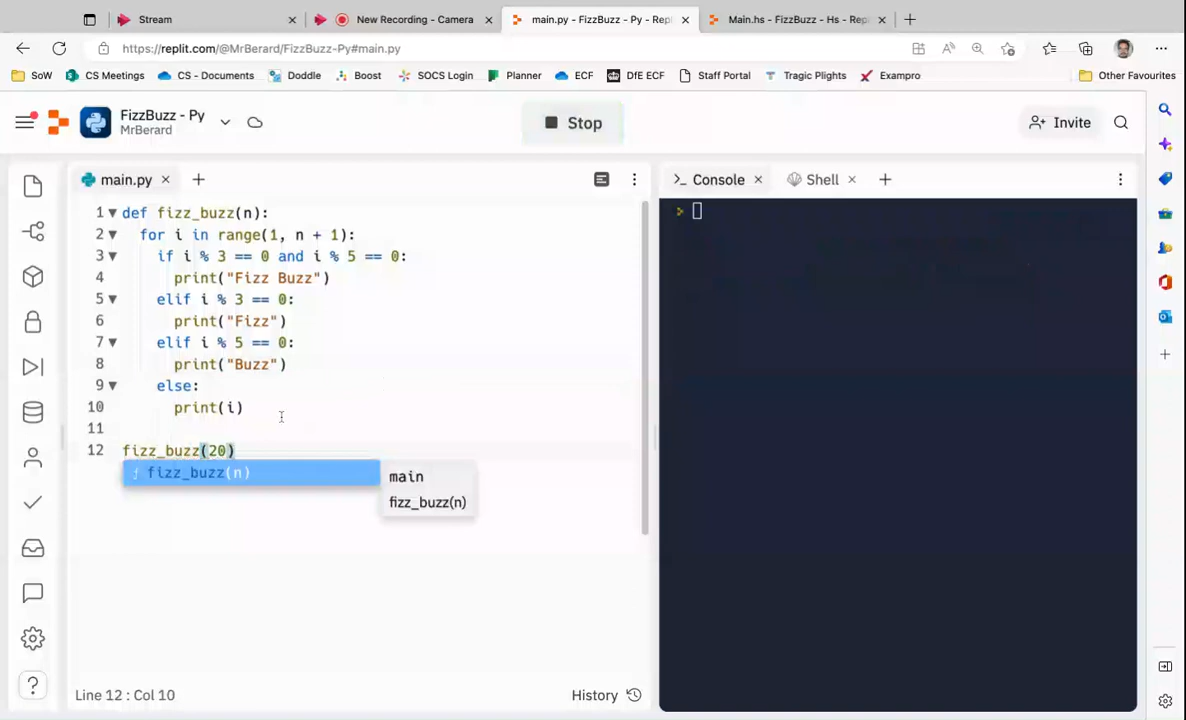 Stream
New Recording - Camera
main.py - FizzBuzz - Py - Repl
Main.hs - FizzBuzz - Hs - Repl
https://replit.com/@MrBerard/FizzBuzz-Py#main.py
SoW
CS Meetings
CS - Documents
Doddle
Boost
SOCS Login
Planner
ECF
DfE ECF
Staff Portal
Tragic Plights
Exampro
Other Favourites
FizzBuzz - Py
MrBerard
Stop
Invite
main.py
>_ Console
Shell
1 def fizz_buzz(n):
2 for i in range(1, n + 1):
3 if i % 3 == 0 and i % 5 == 0:
4 print("Fizz Buzz")
5 elif i % 3 == 0:
6 print("Fizz")
7 elif i % 5 == 0:
8 print("Buzz")
9 else:
10 print(i)
11
12 fizz_buzz(20)
fizz_buzz(n)
main
fizz_buzz(n)
Line 12 : Col 10
History